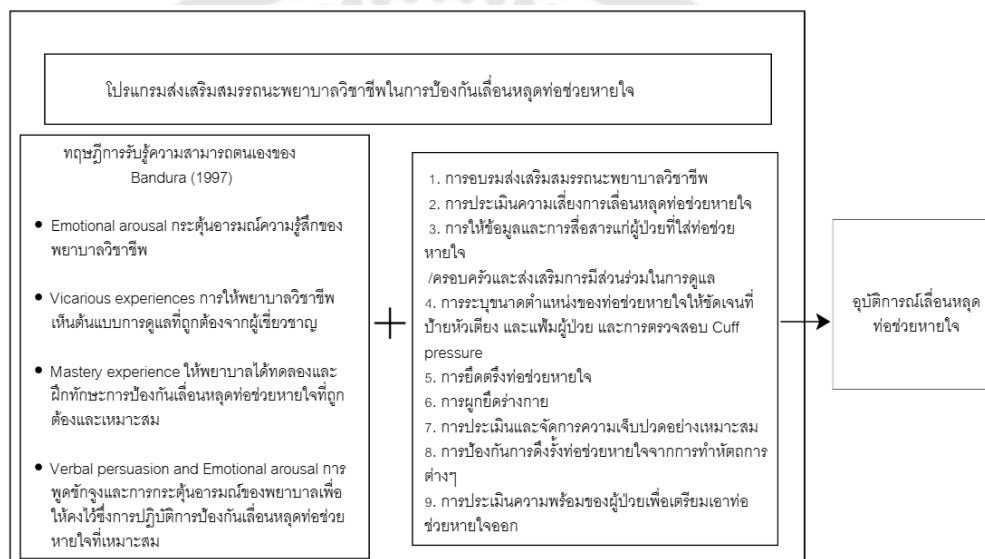 โปรแกรมส่งเสริมสมรรถนะพยาบาลวิชาชีพในการป้องกันเลื่อนหลุดท่อช่วยหายใจ
ทฤษฎีการรับรู้ความสามารถตนเองของ
Bandura (1997)
● Emotional arousal กระตุ้นอารมณ์ความรู้สึกของ
พยาบาลวิชาชีพ
● Vicarious experiences การให้พยาบาลวิชาชีพ
เห็นต้นแบบการดูแลที่ถูกต้องจากผู้เชี่ยวชาญ
● Mastery experience ให้พยาบาลได้ทดลองและ
ฝึกทักษะการป้องกันเลื่อนหลุดท่อช่วยหายใจที่ถูก
ต้องและเหมาะสม
● Verbal persuasion and Emotional arousal การ
พูดชักจูงและการกระตุ้นอารมณ์ของพยาบาลเพื่อ
ให้คงไว้ซึ่งการปฏิบัติการป้องกันเลื่อนหลุดท่อช่วย
หายใจที่เหมาะสม
+
1. การอบรมส่งเสริมสมรรถนะพยาบาลวิชาชีพ
2. การประเมินความเสี่ยงการเลื่อนหลุดท่อช่วยหายใจ
3. การให้ข้อมูลและการสื่อสารแก่ผู้ป่วยที่ใส่ท่อช่วย
หายใจ
/ครอบครัวและส่งเสริมการมีส่วนร่วมในการดูแล
4. การระบุขนาดตำแหน่งของท่อช่วยหายใจให้ชัดเจนที่
ป้ายหัวเตียง และแฟ้มผู้ป่วย และการตรวจสอบ Cuff
pressure
5. การยึดตรึงท่อช่วยหายใจ
6. การผูกยึดร่างกาย
7. การประเมินและจัดการความเจ็บปวดอย่างเหมาะสม
8. การป้องกันการดึงรั้งท่อช่วยหายใจจากการทำหัตถการ
ต่างๆ
9. การประเมินความพร้อมของผู้ป่วยเพื่อเตรียมเอาท่อ
ช่วยหายใจออก
อุบัติการณ์เลื่อนหลุด
ท่อช่วยหายใจ